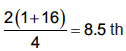 2(1+16)
4
= 8.5 th